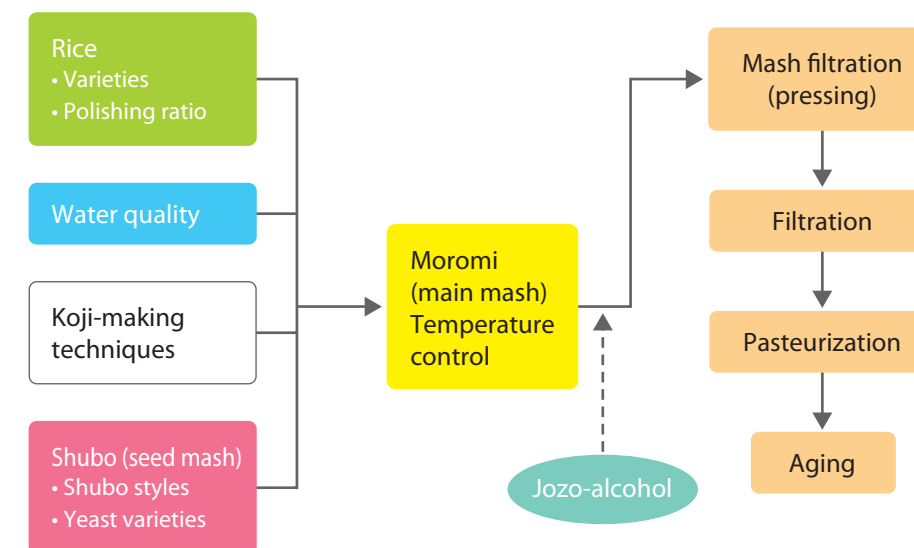 Rice
• Varieties
• Polishing ratio
Water quality
Koji-making
techniques
Shubo (seed mash)
• Shubo styles
• Yeast varieties
Moromi
(main mash)
Temperature
control
Jozo-alcohol
Mash filtration
(pressing)
Filtration
Pasteurization
Aging